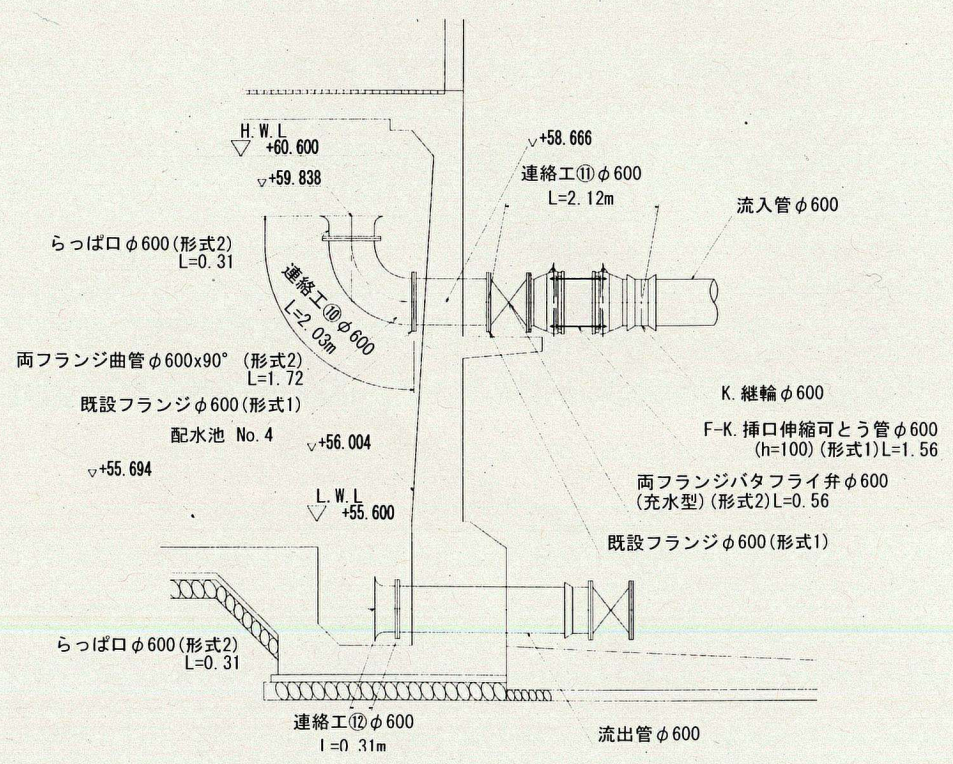 H.W.L
+60.600
+59.838
+58.666
連絡工⑪φ600
L=2.12m
流入管φ600
らっぱ口φ600(形式2)
L=0.31
連絡工⑩φ600
L=2.03m
両フランジ曲管φ600x90° (形式2)
L=1.72
既設フランジφ600(形式1)
配水池 No.4
+56.004
+55.694
L.W.L
+55.600
K.継輪φ600
F-K.挿口伸縮可とう管φ600
(h=100)(形式1)L=1.56
両フランジバタフライ弁φ600
(充水型)(形式2)L=0.56
既設フランジφ600(形式1)
らっぱ口φ600(形式2)
L=0.31
連絡工⑫φ600
L=0.31m
流出管φ600